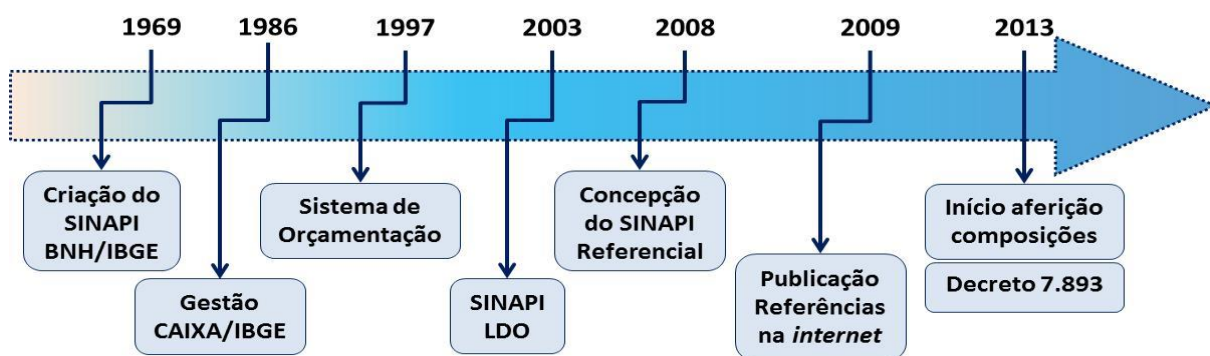 1969
1986
1997
2003
2008
2009
2013
Criação do
SINAPI
BNH/IBGE
Gestão
CAIXA/IBGE
Sistema de
Orçamentação
SINAPI
LDO
Concepção
do SINAPI
Referencial
Publicação
Referências
na internet
Início aferição
composições
Decreto 7.893